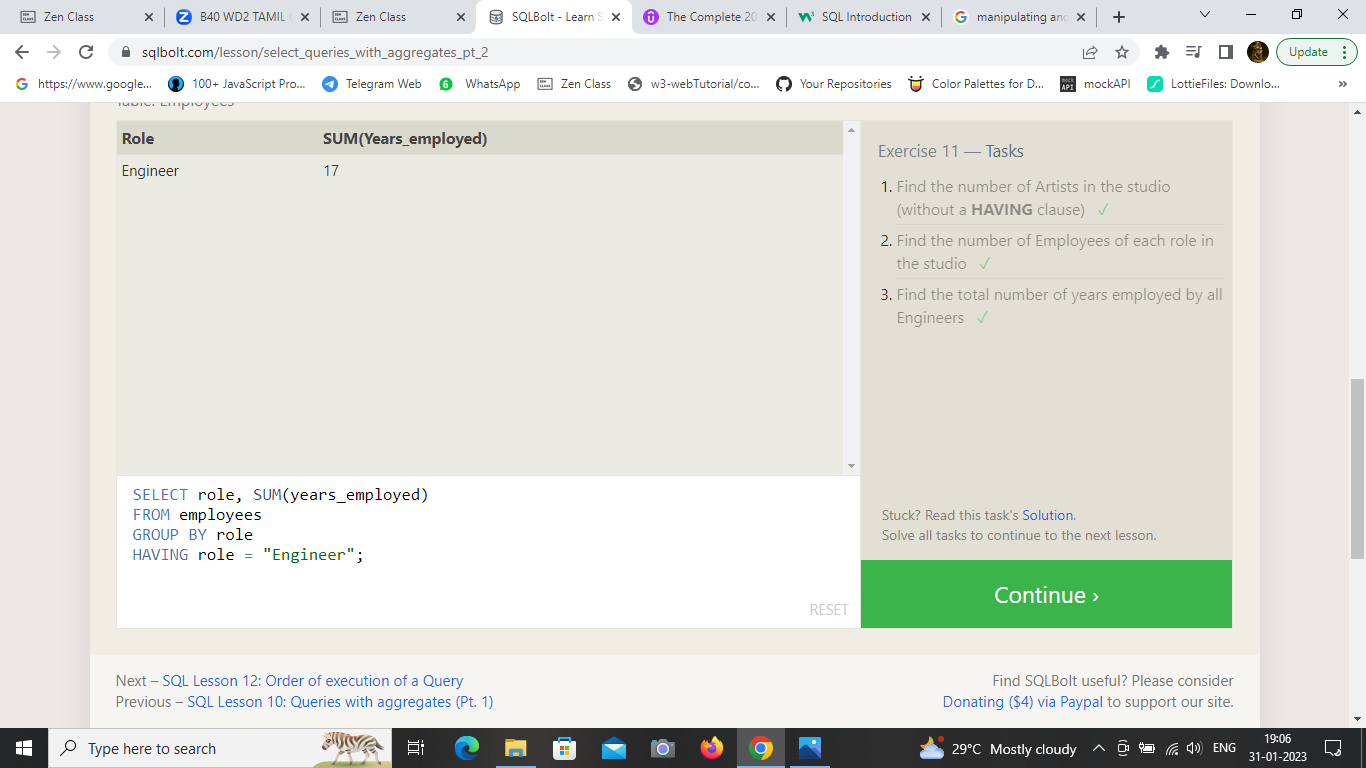 Zen Class
B40 WD2 TAMIL
Zen Class
SQLBolt - Learn S
The Complete 20
SQL Introduction
manipulating and
sqlbolt.com/lesson/select_queries_with_aggregates_pt_2
Update
https://www.google...
100+ JavaScript Pro...
Telegram Web
6
WhatsApp
Zen Class
w3-webTutorial/co...
Your Repositories
Color Palettes for D...
mock
API
mockAPI
LottieFiles: Downlo...
»
Table: Employees
Role SUM(Years_employed)
Engineer 17
SELECT role, SUM(years_employed)
FROM employees
GROUP BY role
HAVING role = "Engineer";
RESET
Exercise 11 — Tasks
1. Find the number of Artists in the studio
(without a HAVING clause) ✓
2. Find the number of Employees of each role in
the studio ✓
3. Find the total number of years employed by all
Engineers ✓
Stuck? Read this task's Solution.
Solve all tasks to continue to the next lesson.
Continue ›
Next – SQL Lesson 12: Order of execution of a Query
Previous – SQL Lesson 10: Queries with aggregates (Pt. 1)
Find SQLBolt useful? Please consider
Donating ($4) via Paypal to support our site.
Type here to search
29°C Mostly cloudy
ENG
19:06
31-01-2023